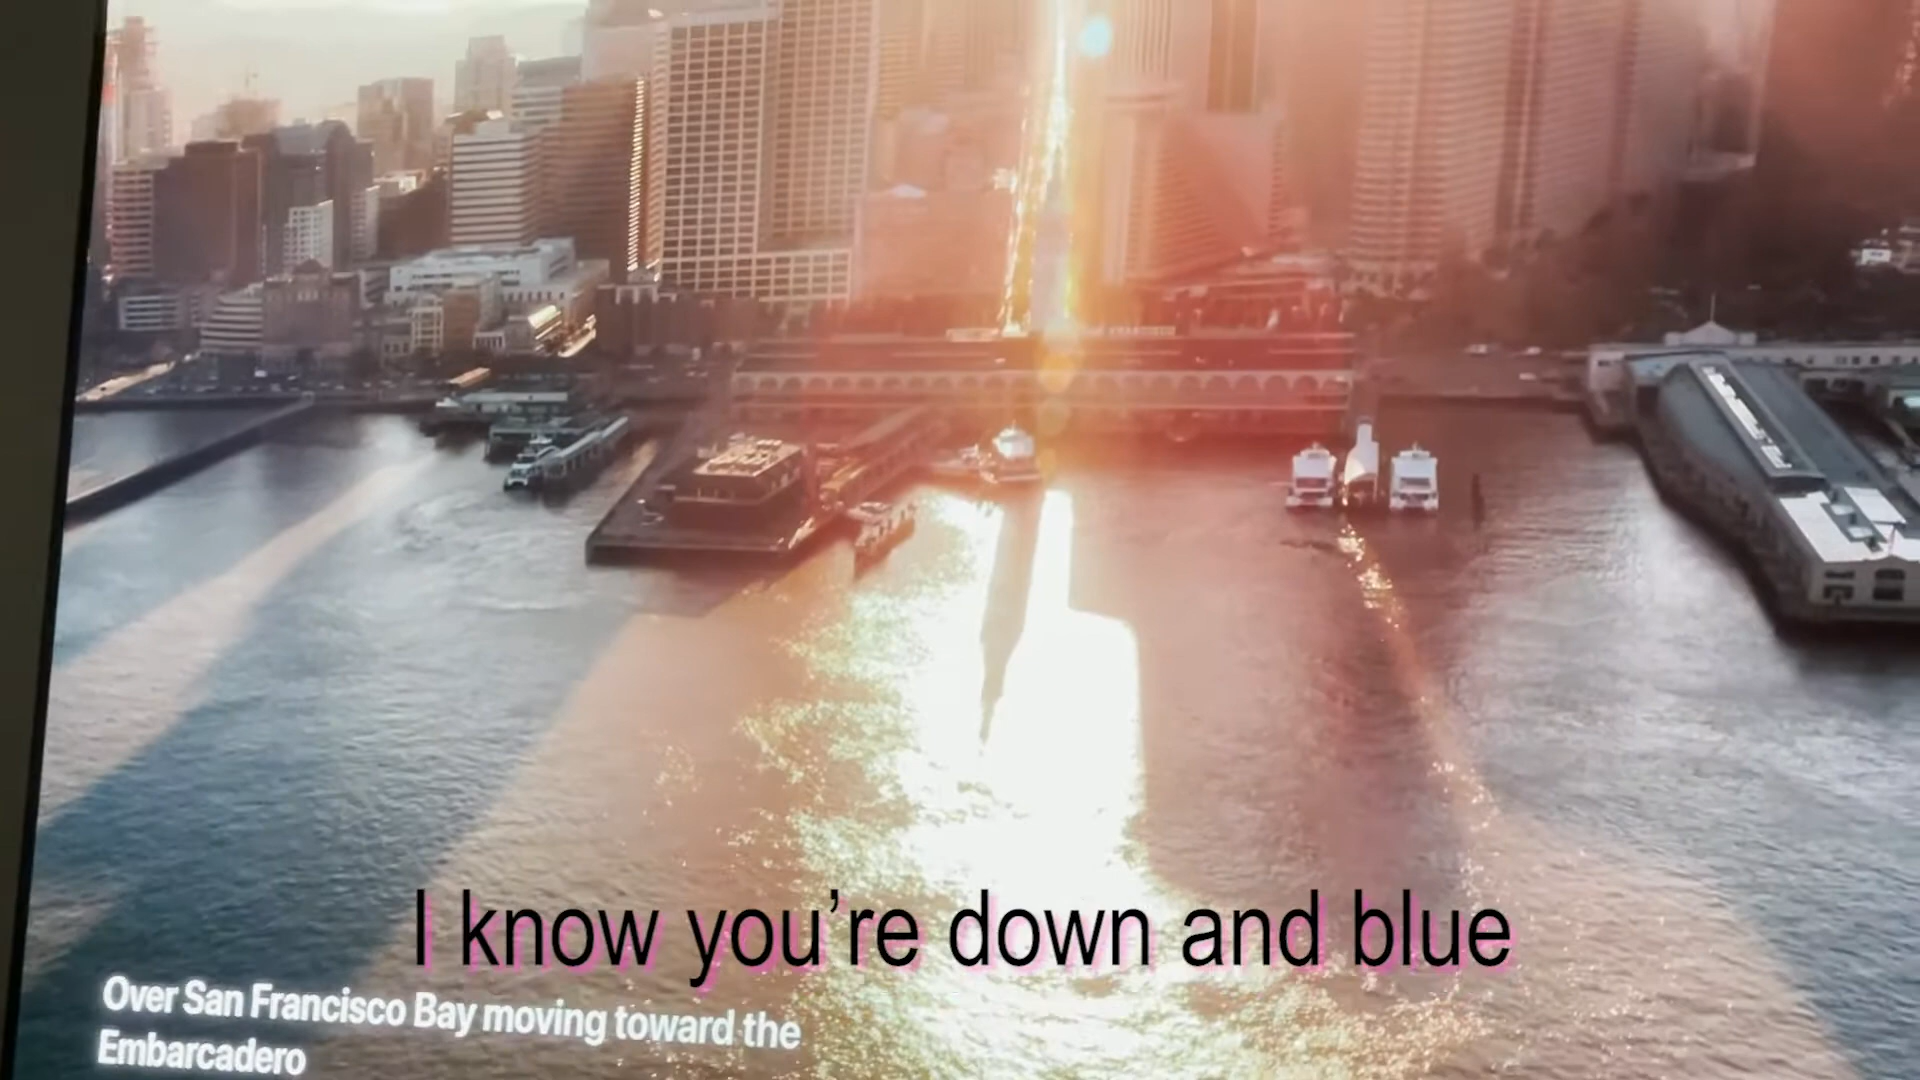 I know you're down and blue
Over San Francisco Bay moving toward the
Embarcadero